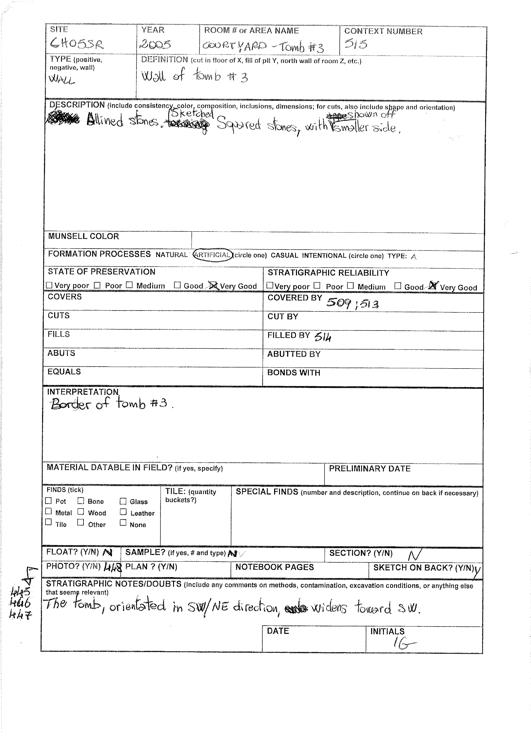 SITE YEAR ROOM # or AREA NAME CONTEXT NUMBER
CH05SR 2005 COURTYARD - Tomb #3 515
TYPE (positive, negative, wall) DEFINITION (cut in floor of X, fill of pit Y, north wall of room Z, etc.)
WALL Wall of tomb #3
DESCRIPTION (include consistency, color, composition, inclusions, dimensions; for cuts, also include shape and orientation)
Sketched shown off
Allined stones. Squared stones, with smaller side.
MUNSELL COLOR
FORMATION PROCESSES NATURAL ARTIFICIAL (circle one) CASUAL INTENTIONAL (circle one) TYPE: A
STATE OF PRESERVATION STRATIGRAPHIC RELIABILITY
☐Very poor ☐ Poor ☐ Medium ☐ Good ☒Very Good ☐Very poor ☐ Poor ☐ Medium ☐ Good ☒Very Good
COVERS COVERED BY 509; 513
CUTS CUT BY
FILLS FILLED BY 514
ABUTS ABUTTED BY
EQUALS BONDS WITH
INTERPRETATION
Border of tomb #3.
MATERIAL DATABLE IN FIELD? (if yes, specify) PRELIMINARY DATE
FINDS (tick) TILE: (quantity buckets?) SPECIAL FINDS (number and description, continue on back if necessary)
☐ Pot ☐ Bone ☐ Glass
☐ Metal ☐ Wood ☐ Leather
☐ Tile ☐ Other ☐ None
FLOAT? (Y/N) N SAMPLE? (if yes, # and type) N SECTION? (Y/N) N
PHOTO? (Y/N) 448 PLAN ? (Y/N) NOTEBOOK PAGES SKETCH ON BACK? (Y/N) Y
445
446
447
STRATIGRAPHIC NOTES/DOUBTS (Include any comments on methods, contamination, excavation conditions, or anything else
that seems relevant)
The tomb, orientated in SW/NE direction, widens toward SW.
DATE INITIALS
IG